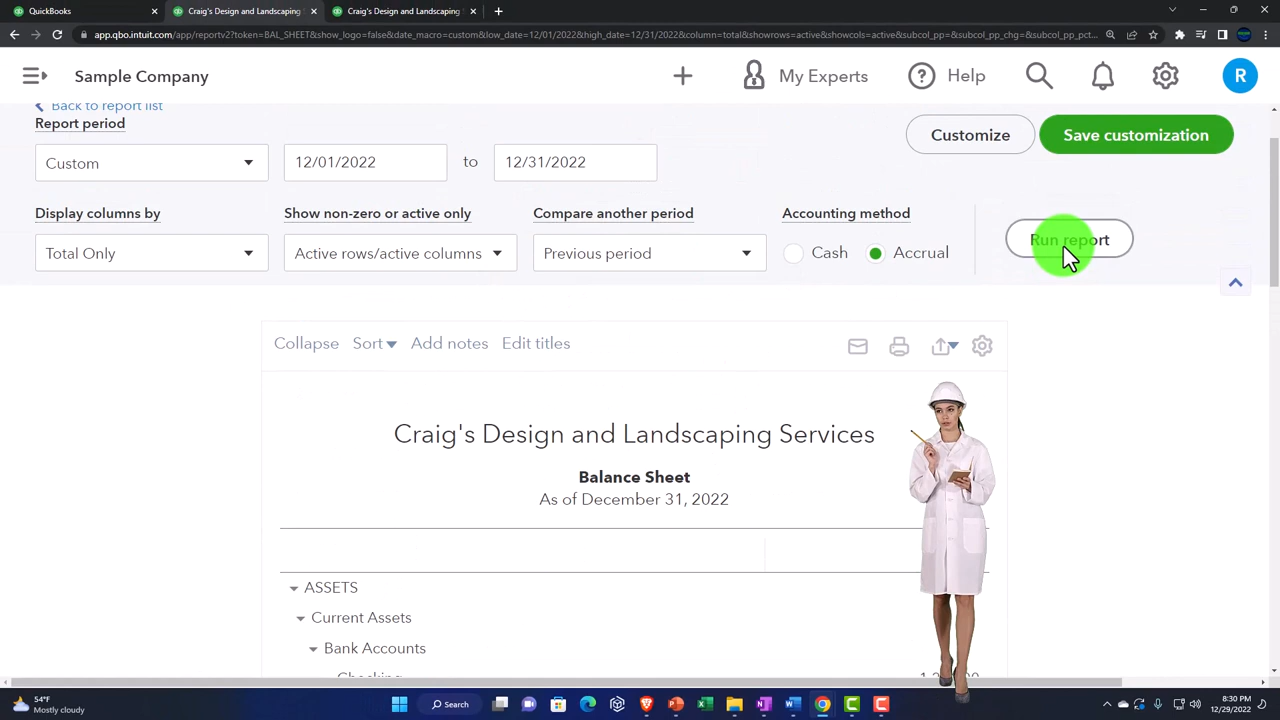 QuickBooks × Craig's Design and Landscaping × Craig's Design and Landscaping × +
app.qbo.intuit.com/app/reportv2?token=BAL_SHEET&show_logo=false&date_macro=custom&low_date=12/01/2022&high_date=12/31/2022&column=total&showrows=active&showcols=active&subcol_pp=&subcol_pp_chg=&subcol_pp_pct...
Sample Company + My Experts ? Help R
Back to report list
Report period
Customize Save customization
Custom 12/01/2022 to 12/31/2022
Display columns by Show non-zero or active only Compare another period Accounting method
Total Only Active rows/active columns Previous period Cash Accrual Run report
Collapse Sort Add notes Edit titles
Craig's Design and Landscaping Services
Balance Sheet
As of December 31, 2022
ASSETS
Current Assets
Bank Accounts
Checking
54°F
Mostly cloudy
Search
8:30 PM
12/29/2022